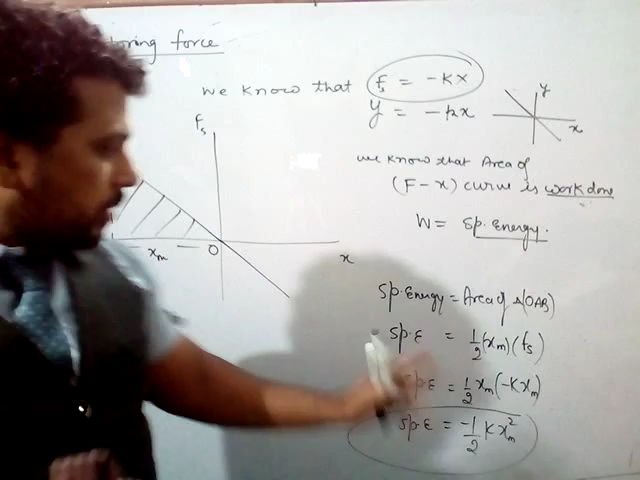 toring force
we know that fs = -Kx
y = -kx
y
x
we know that Area of
(F-x) curve is work done
W = Sp. Energy.
Fs
xm
O
x
Sp. Energy = Area of Δ(OAB)
Sp.E = 1/2 (xm) (fs)
Sp.E = 1/2 xm (-Kxm)
Sp.E = -1/2 K xm²